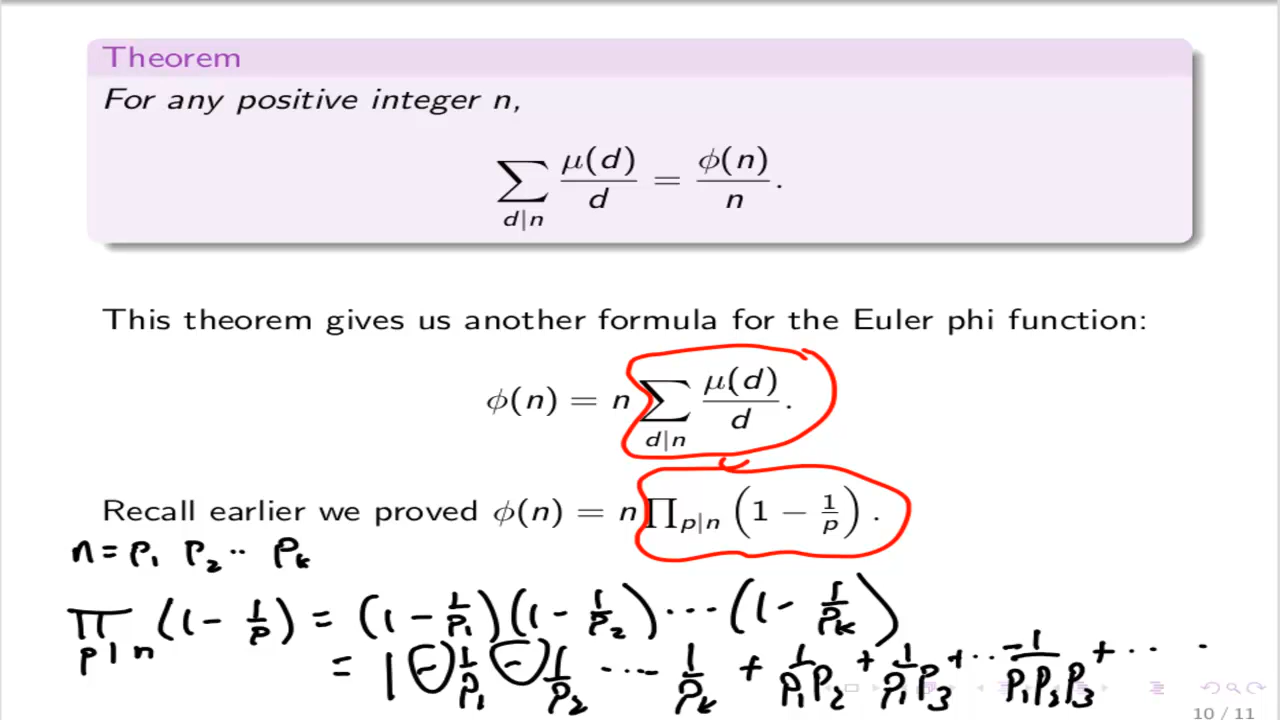 Theorem
For any positive integer n,
∑_{d|n} μ(d)/d = ϕ(n)/n.
This theorem gives us another formula for the Euler phi function:
ϕ(n) = n ∑_{d|n} μ(d)/d.
Recall earlier we proved ϕ(n) = n ∏_{p|n} (1 − 1/p).
n = p₁ p₂ ·· pₖ
∏_{p|n} (1 − 1/p) = (1 − 1/p₁)(1 − 1/p₂) ··· (1 − 1/pₖ)
= 1 − 1/p₁ − 1/p₂ ··· 1/pₖ + 1/p₁p₂ + 1/p₁p₃ + ·· −1/p₁p₂p₃ + ·· ·
10 / 11